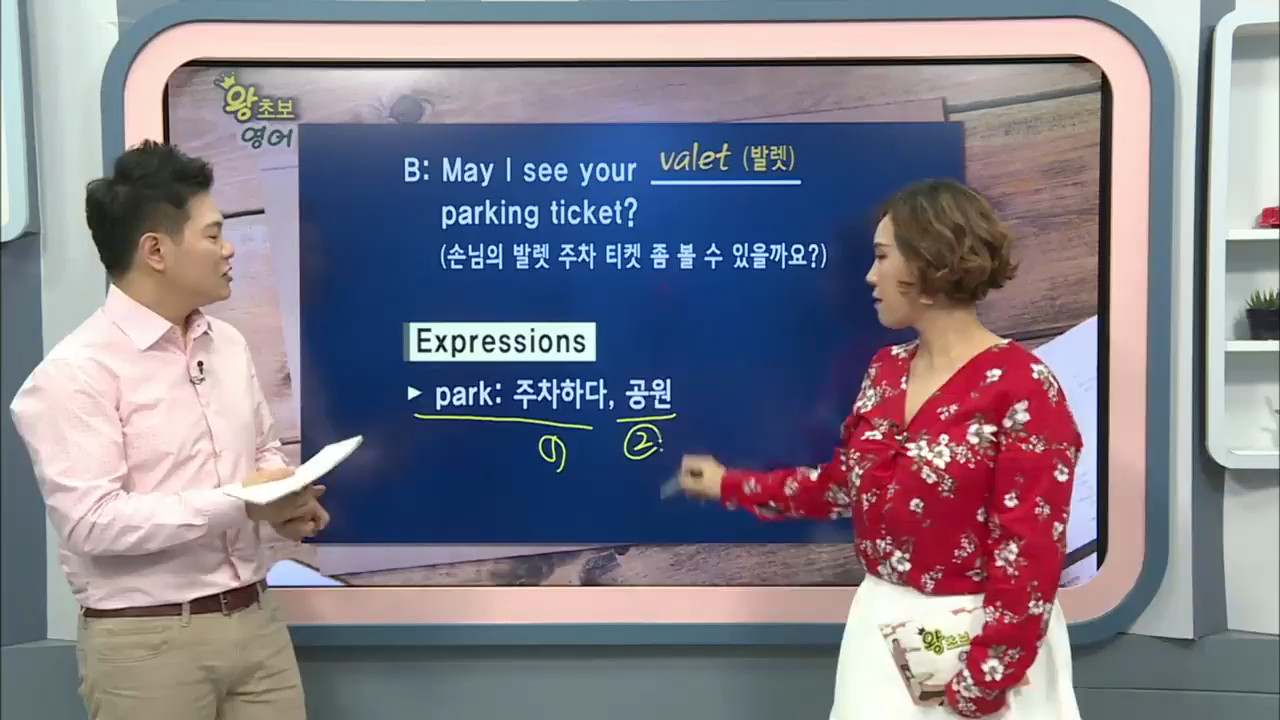 왕초보
영어
B: May I see your valet (발렛)
parking ticket?
(손님의 발렛 주차 티켓 좀 볼 수 있을까요?)
Expressions
▶ park: 주차하다, 공원
① ②
왕초보